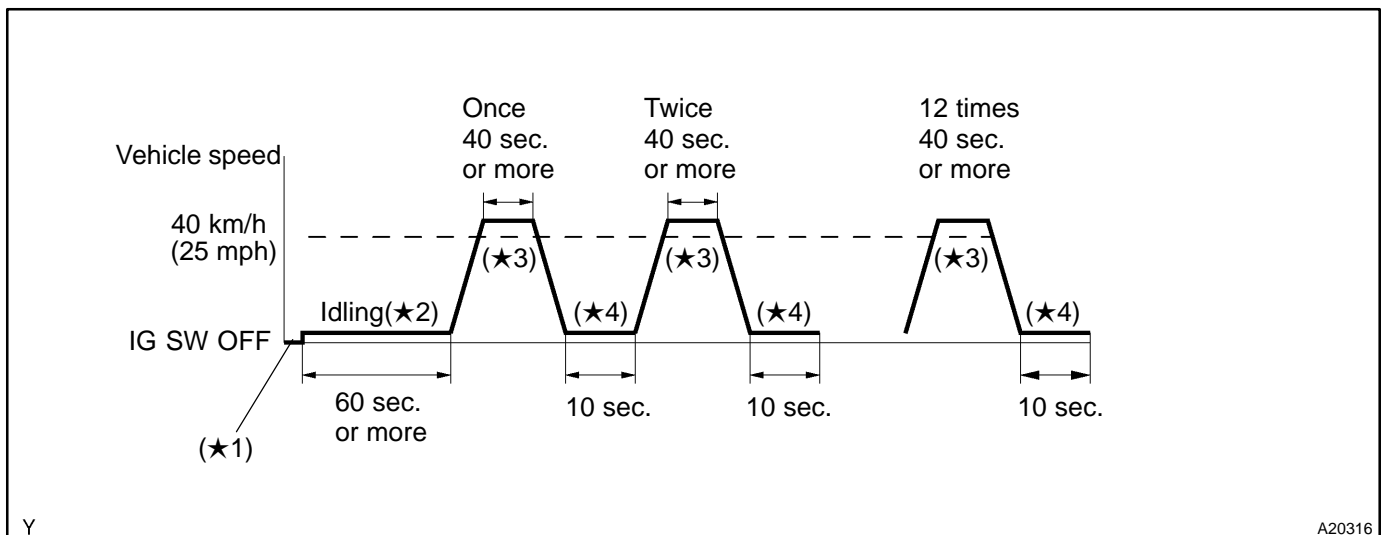 Once
40 sec.
or more
Twice
40 sec.
or more
12 times
40 sec.
or more
Vehicle speed
40 km/h
(25 mph)
(★3)
(★3)
(★3)
Idling(★2)
(★4)
(★4)
(★4)
IG SW OFF
60 sec.
or more
10 sec.
10 sec.
10 sec.
(★1)
Y
A20316